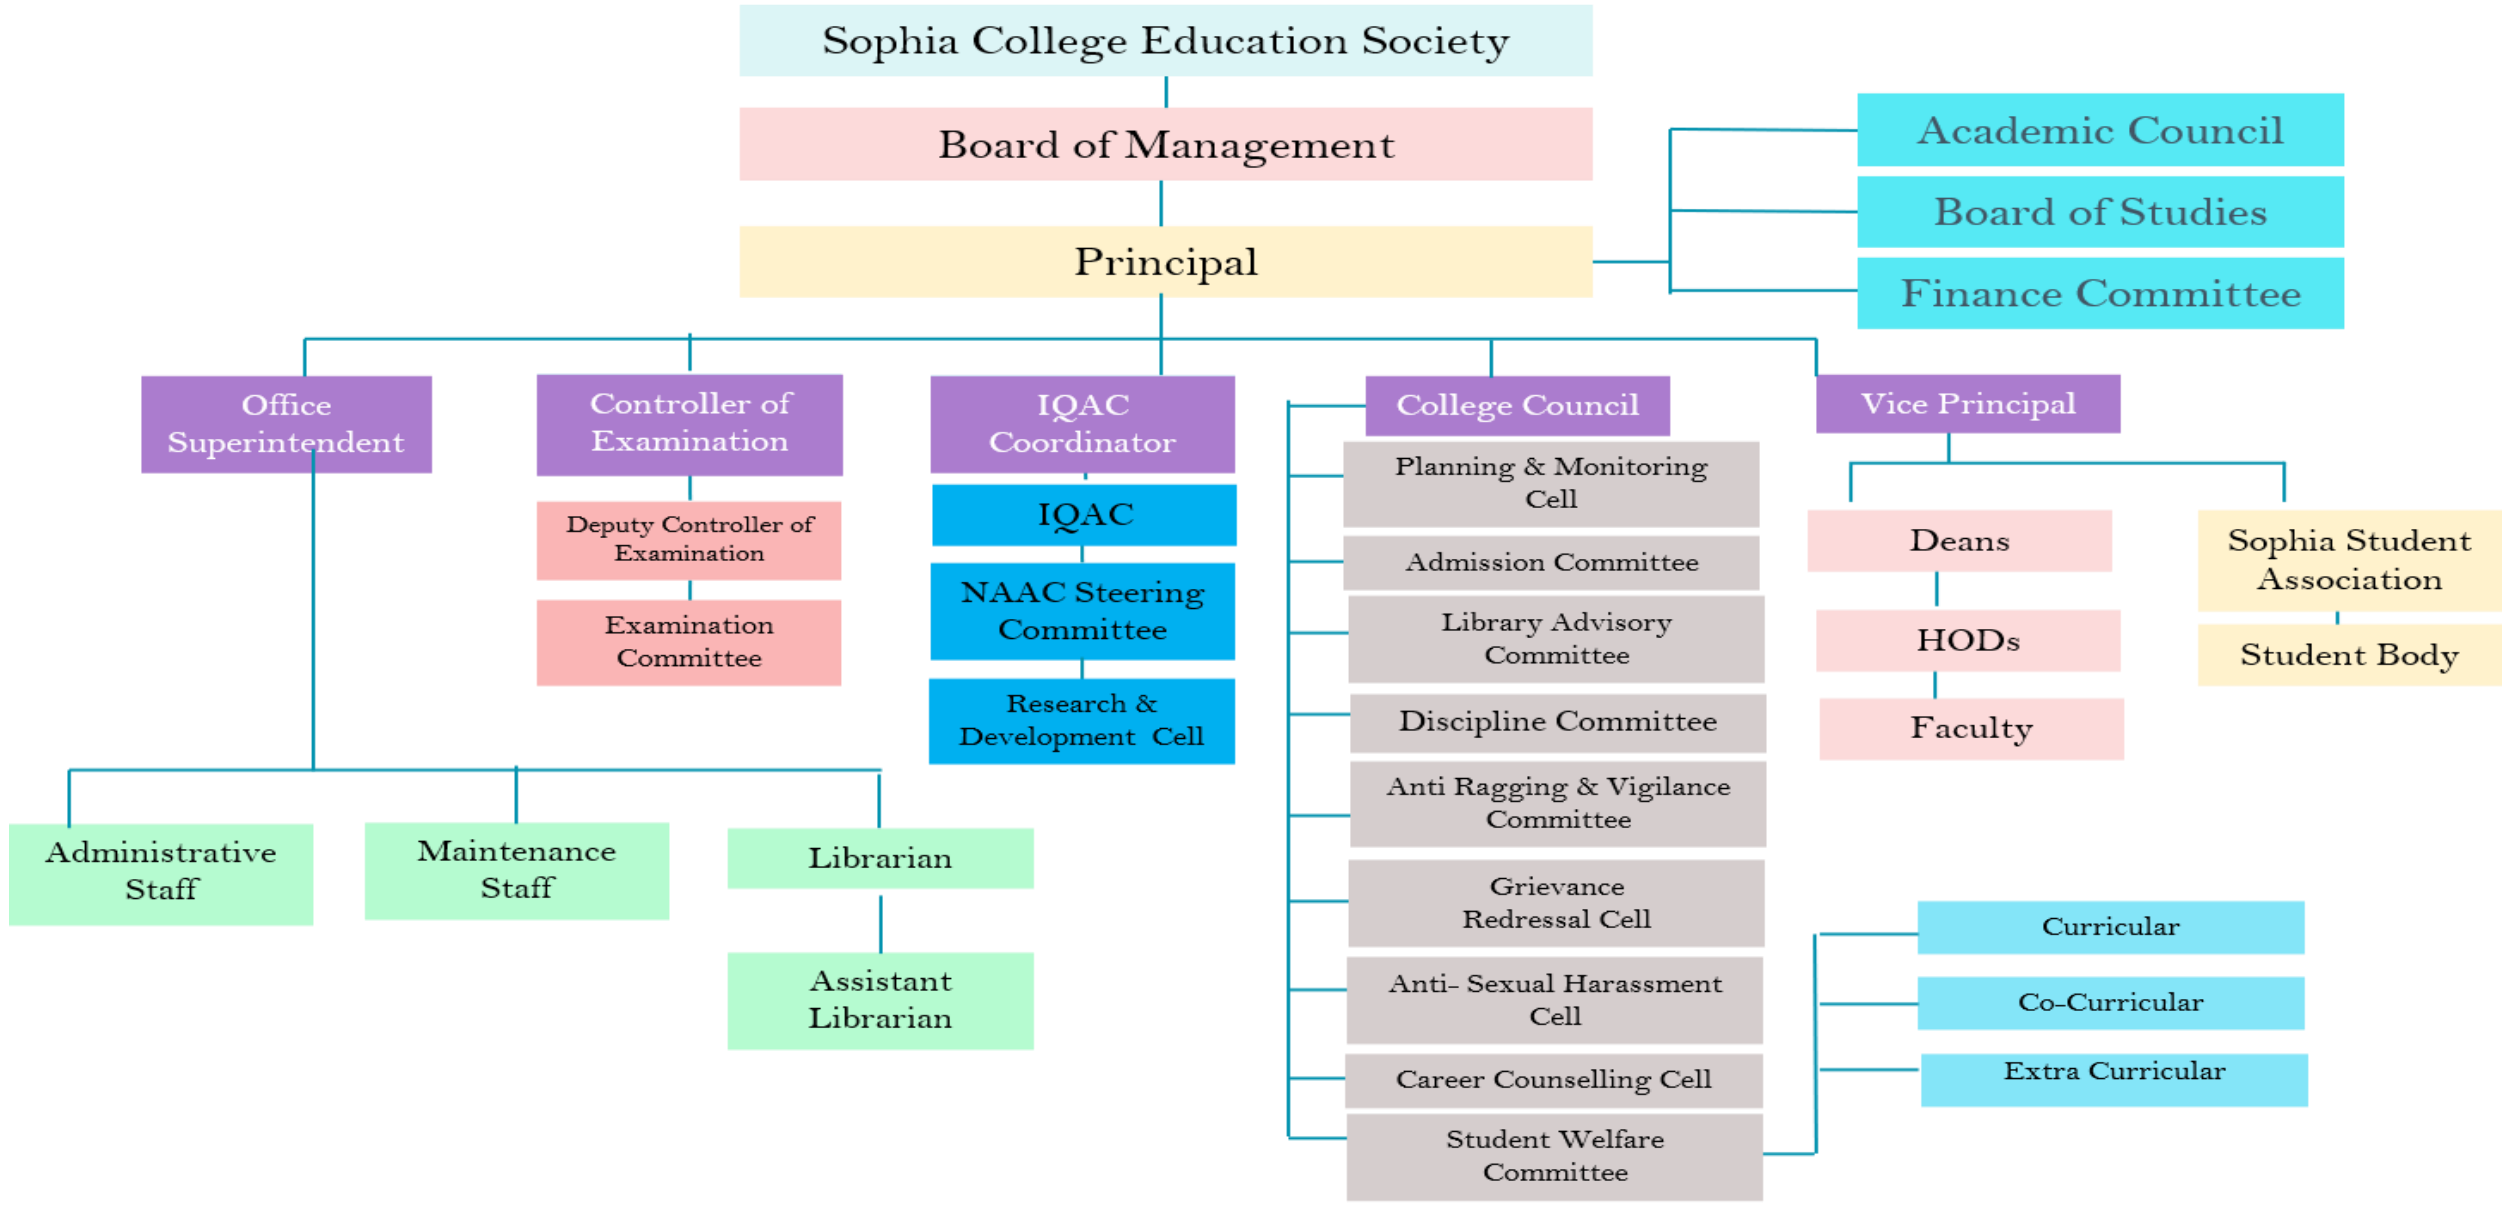 Sophia College Education Society
Board of Management
Principal
Academic Council
Board of Studies
Finance Committee
Office
Superintendent
Administrative
Staff
Maintenance
Staff
Librarian
Assistant
Librarian
Controller of
Examination
Deputy Controller of
Examination
Examination
Committee
IQAC
Coordinator
IQAC
NAAC Steering
Committee
Research &
Development Cell
College Council
Planning & Monitoring
Cell
Admission Committee
Library Advisory
Committee
Discipline Committee
Anti Ragging & Vigilance
Committee
Grievance
Redressal Cell
Anti- Sexual Harassment
Cell
Career Counselling Cell
Student Welfare
Committee
Curricular
Co-Curricular
Extra Curricular
Vice Principal
Deans
HODs
Faculty
Sophia Student
Association
Student Body